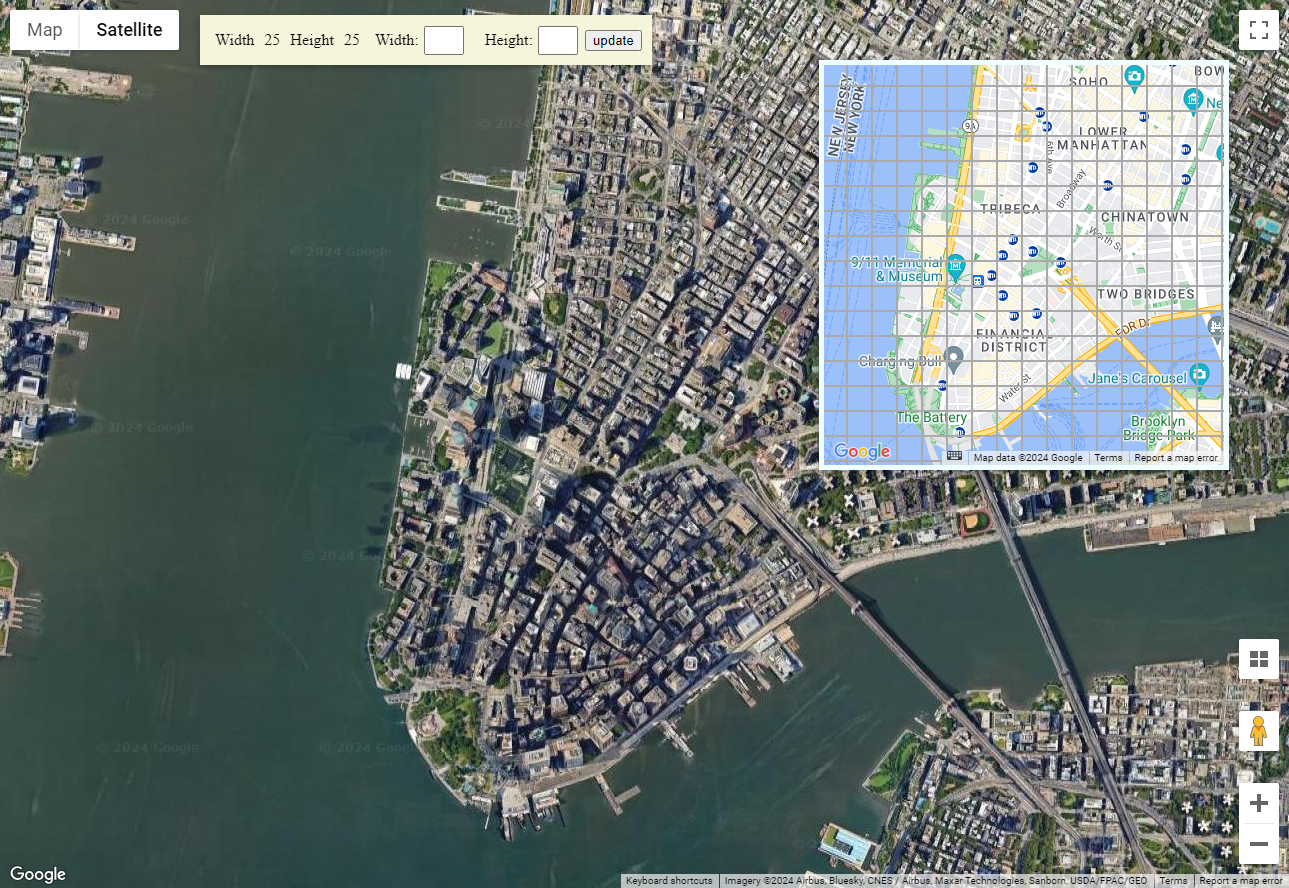 Map Satellite
Width 25 Height 25 Width: Height: update
© 2024 Google
© 2024 Google
© 2024 Google
© 2024 Google
© 2024 Google
© 2024 Google
NEW JERSEY
NEW YORK
SOHO
9A
LOWER
MANHATTAN
Broadway
TRIBECA
CHINATOWN
Worth St
9/11 Memorial
& Museum
TWO BRIDGES
FDR Dr
FINANCIAL
DISTRICT
Charging Bull
Water St
Jane's Carousel
The Battery
Brooklyn
Bridge Park
Google
Map data ©2024 Google Terms Report a map error
Google
Keyboard shortcuts Imagery ©2024 Airbus, Bluesky, CNES / Airbus, Maxar Technologies, Sanborn, USDA/FPAC/GEO Terms Report a map error